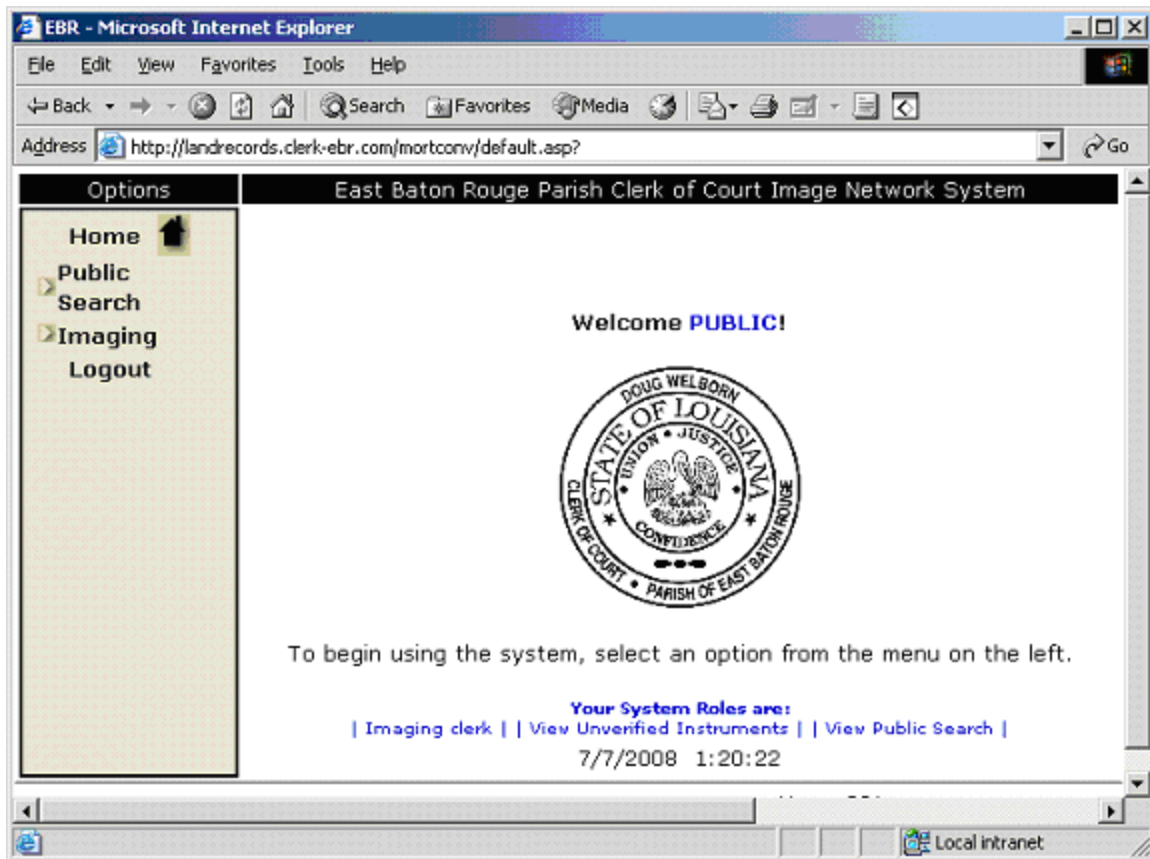 EBR - Microsoft Internet Explorer
File Edit View Favorites Tools Help
Back Search Favorites Media
Address http://landrecords.clerk-ebr.com/mortconv/default.asp? Go
Options
East Baton Rouge Parish Clerk of Court Image Network System
Home
Public
Search
Imaging
Logout
Welcome PUBLIC!
DOUG WELBORN
STATE OF LOUISIANA
UNION • JUSTICE
CONFIDENCE
CLERK OF COURT • PARISH OF EAST BATON ROUGE
To begin using the system, select an option from the menu on the left.
Your System Roles are:
| Imaging clerk | | View Unverified Instruments | | View Public Search |
7/7/2008 1:20:22
Local intranet